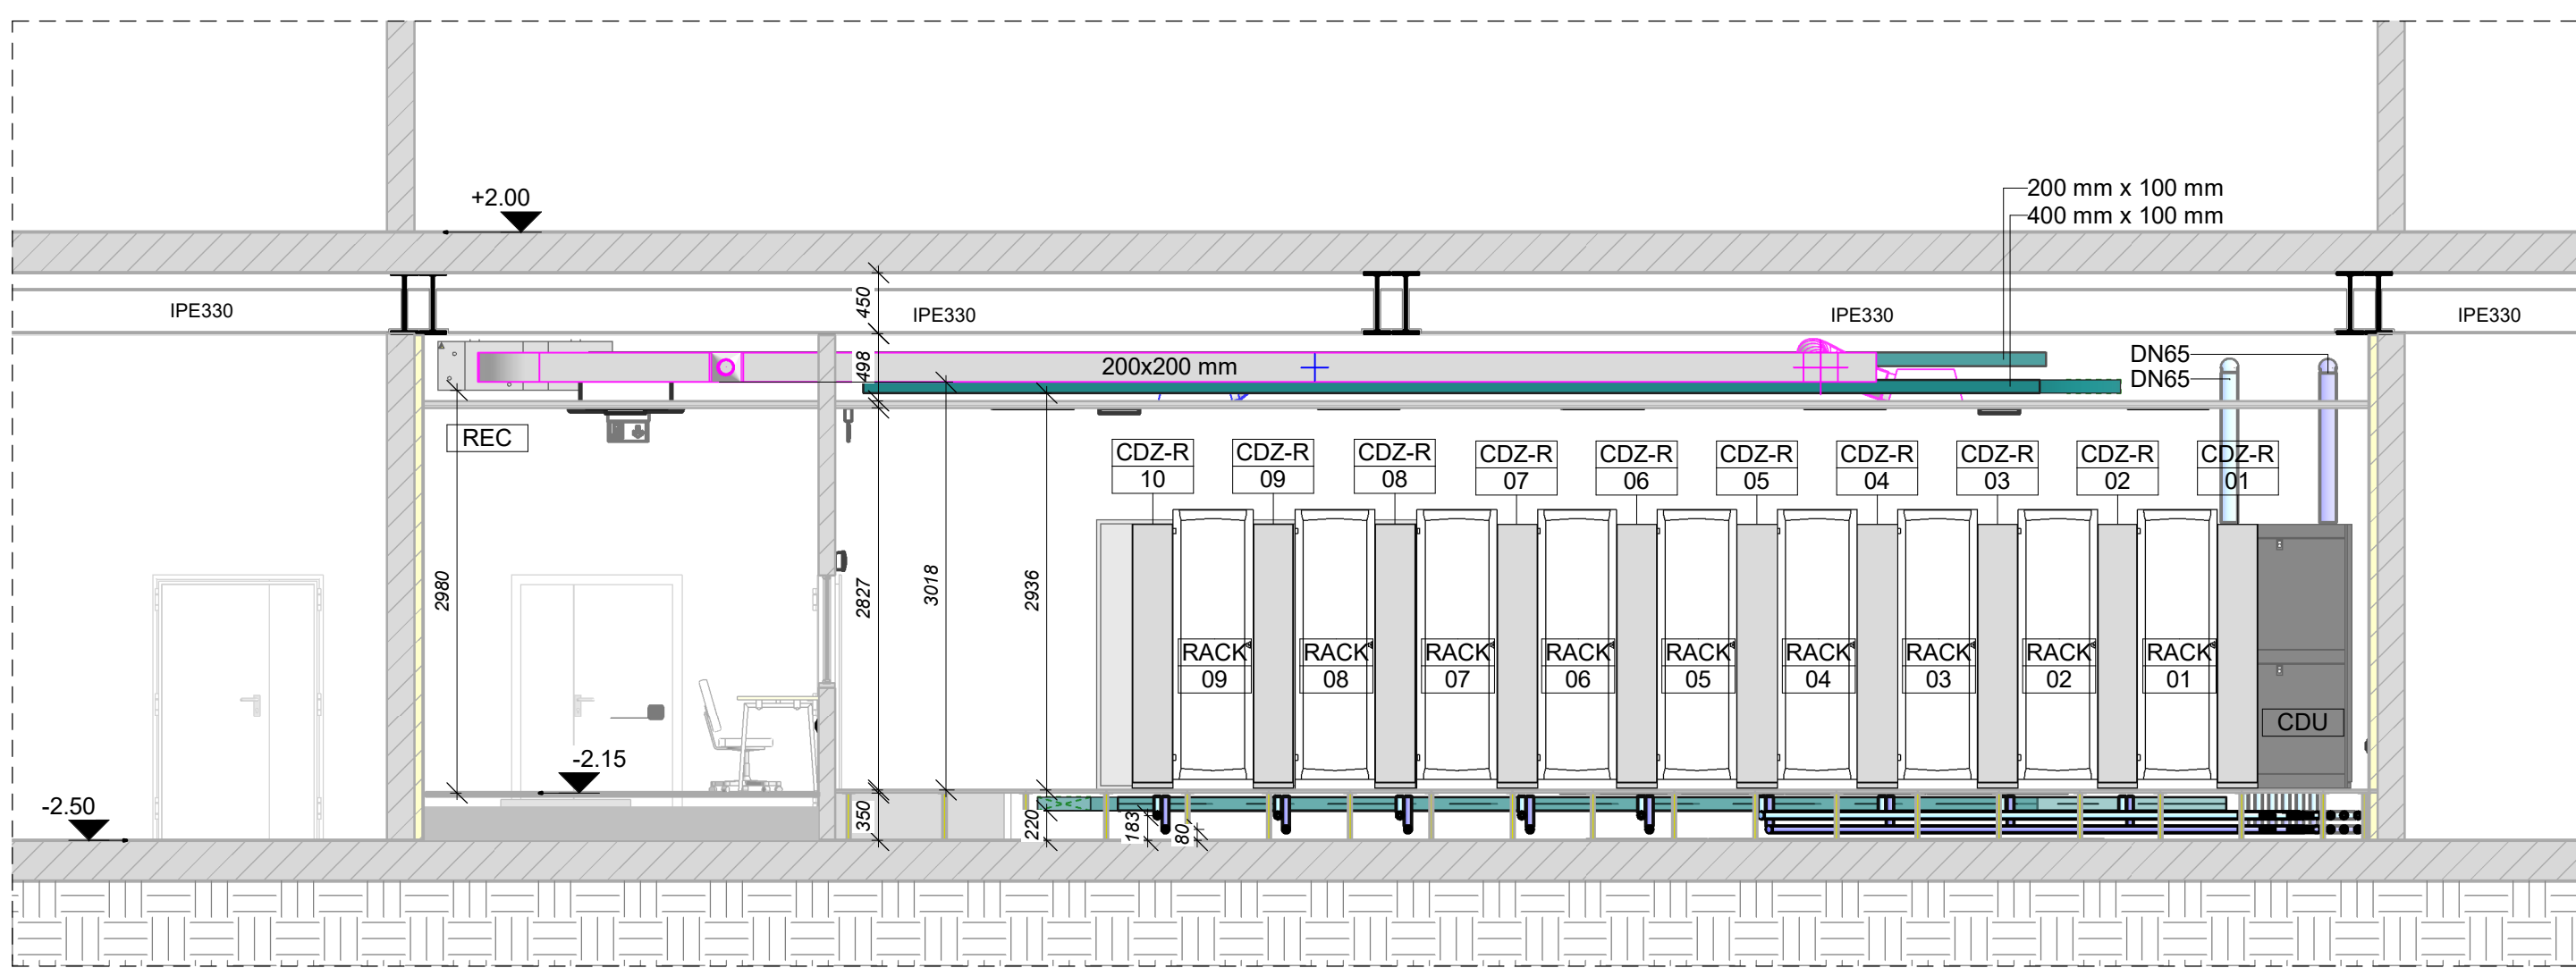 +2.00
200 mm x 100 mm
400 mm x 100 mm
IPE330
450
IPE330
IPE330
IPE330
498
200x200 mm
DN65
DN65
REC
CDZ-R
10
CDZ-R
09
CDZ-R
08
CDZ-R
07
CDZ-R
06
CDZ-R
05
CDZ-R
04
CDZ-R
03
CDZ-R
02
CDZ-R
01
2980
2827
3018
2936
RACK
09
RACK
08
RACK
07
RACK
06
RACK
05
RACK
04
RACK
03
RACK
02
RACK
01
CDU
-2.15
-2.50
350
220
183
80